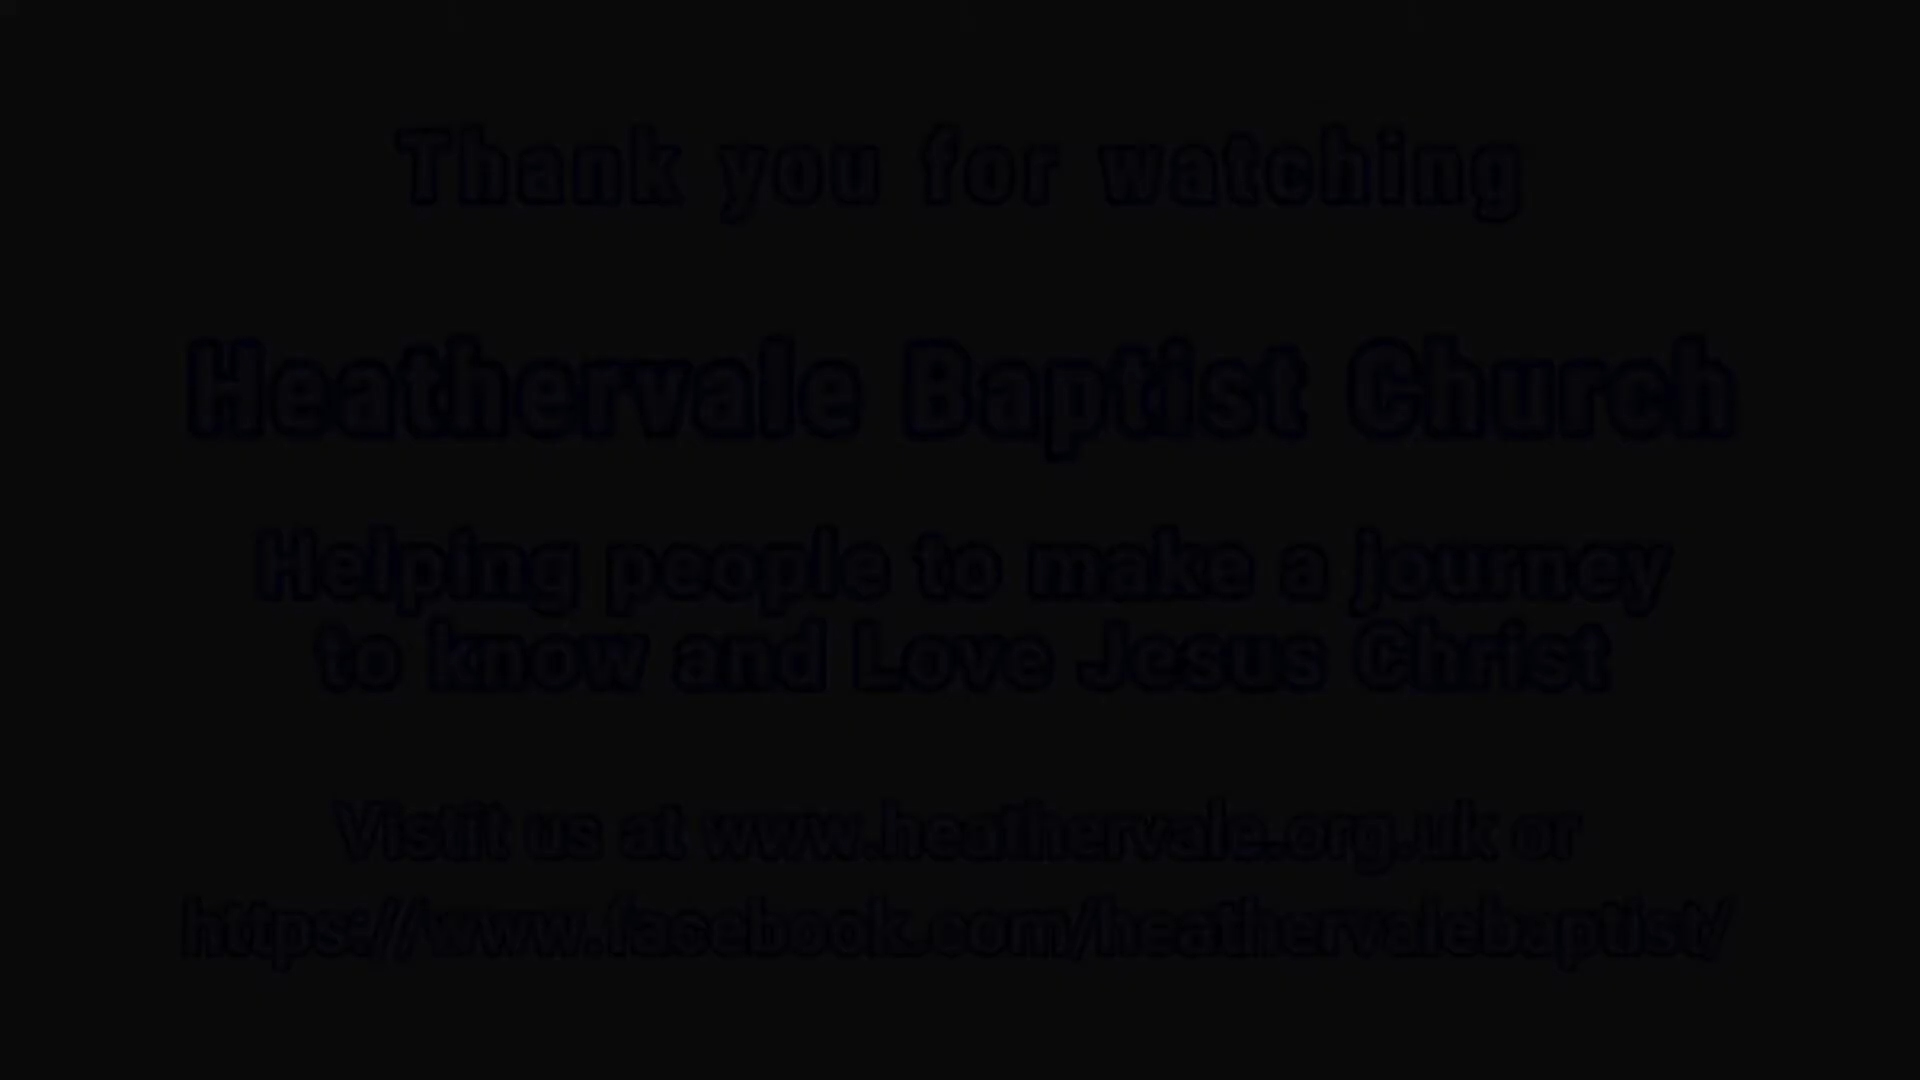 Thank you for watching
Heathervale Baptist Church
Helping people to make a journey
to know and Love Jesus Christ
Visit us at www.heathervale.org.uk or
https://www.facebook.com/heathervalebaptist/